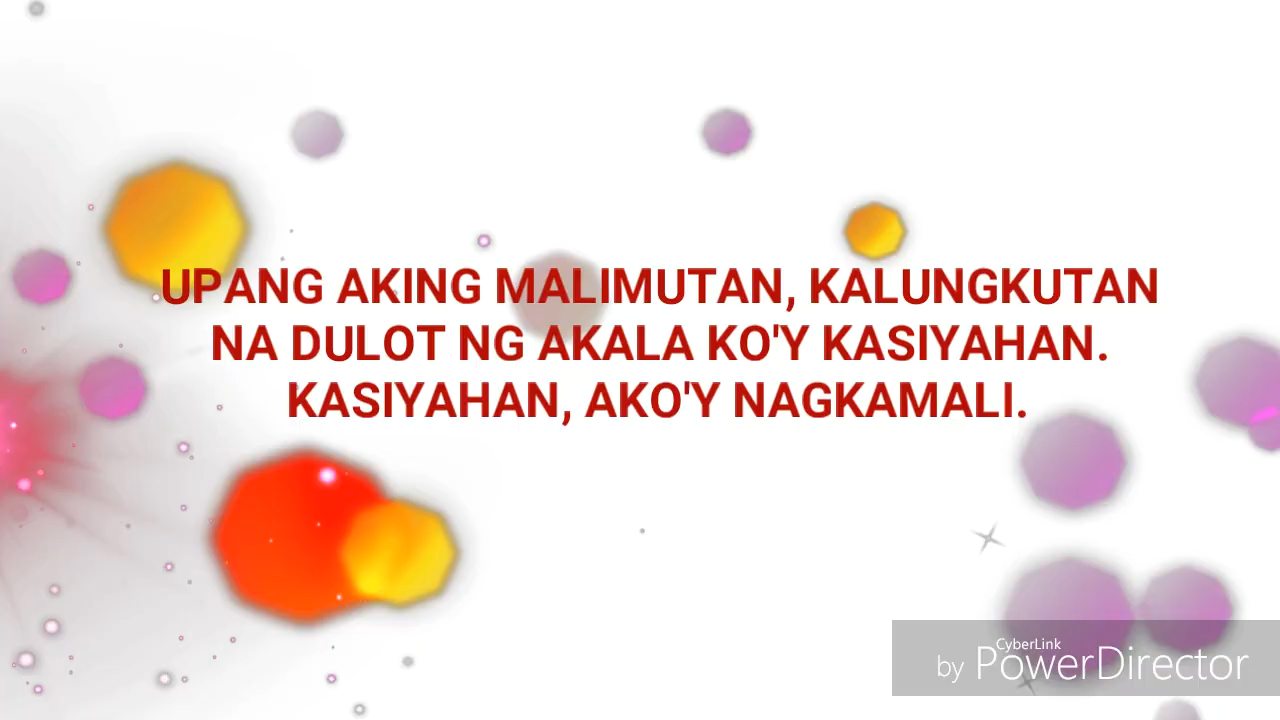 UPANG AKING MALIMUTAN, KALUNGKUTAN
NA DULOT NG AKALA KO'Y KASIYAHAN.
KASIYAHAN, AKO'Y NAGKAMALI.
CyberLink
by PowerDirector